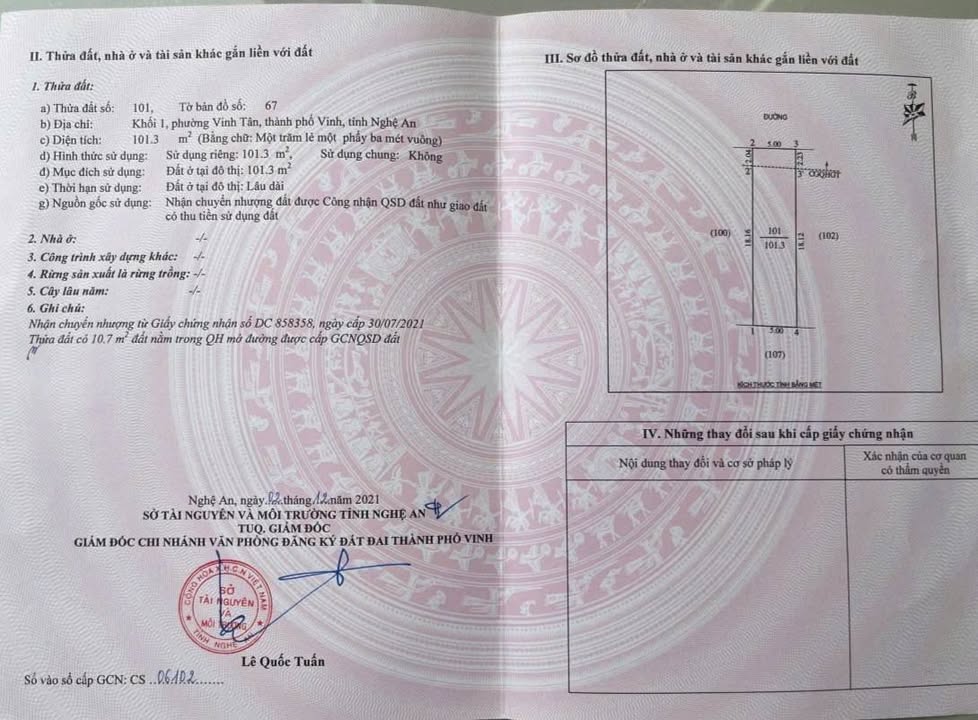 II. Thửa đất, nhà ở và tài sản khác gắn liền với đất
1. Thửa đất:
a) Thửa đất số: 101, Tờ bản đồ số: 67
b) Địa chỉ: Khối 1, phường Vinh Tân, thành phố Vinh, tỉnh Nghệ An
c) Diện tích: 101.3 m² (Bằng chữ: Một trăm lẻ một phẩy ba mét vuông)
d) Hình thức sử dụng: Sử dụng riêng: 101.3 m², Sử dụng chung: Không
đ) Mục đích sử dụng: Đất ở tại đô thị: 101.3 m²
e) Thời hạn sử dụng: Đất ở tại đô thị: Lâu dài
g) Nguồn gốc sử dụng: Nhận chuyển nhượng đất được Công nhận QSD đất như giao đất
có thu tiền sử dụng đất
2. Nhà ở: -/-
3. Công trình xây dựng khác: -/-
4. Rừng sản xuất là rừng trồng: -/-
5. Cây lâu năm: -/-
6. Ghi chú:
Nhận chuyển nhượng từ Giấy chứng nhận số DC 858358, ngày cấp 30/07/2021
Thửa đất có 10.7 m² đất nằm trong QH mở đường được cấp GCNQSD đất
Nghệ An, ngày 02 tháng 12 năm 2021
SỞ TÀI NGUYÊN VÀ MÔI TRƯỜNG TỈNH NGHỆ AN
TUQ. GIÁM ĐỐC
GIÁM ĐỐC CHI NHÁNH VĂN PHÒNG ĐĂNG KÝ ĐẤT ĐAI THÀNH PHỐ VINH
CỘNG HÒA X.H.C.N VIỆT NAM
SỞ
TÀI NGUYÊN
VÀ
MÔI TRƯỜNG
TỈNH NGHỆ AN
Lê Quốc Tuấn
Số vào sổ cấp GCN: CS ..06102.......
III. Sơ đồ thửa đất, nhà ở và tài sản khác gắn liền với đất
ĐƯỜNG
2 5.00 3
2.04 2.23
2' 3'
(100) 18.16 101 18.12 (102)
101.3
1 5.00 4
(107)
KÍCH THƯỚC TÍNH BẰNG MÉT
IV. Những thay đổi sau khi cấp giấy chứng nhận
Nội dung thay đổi và cơ sở pháp lý
Xác nhận của cơ quan
có thẩm quyền